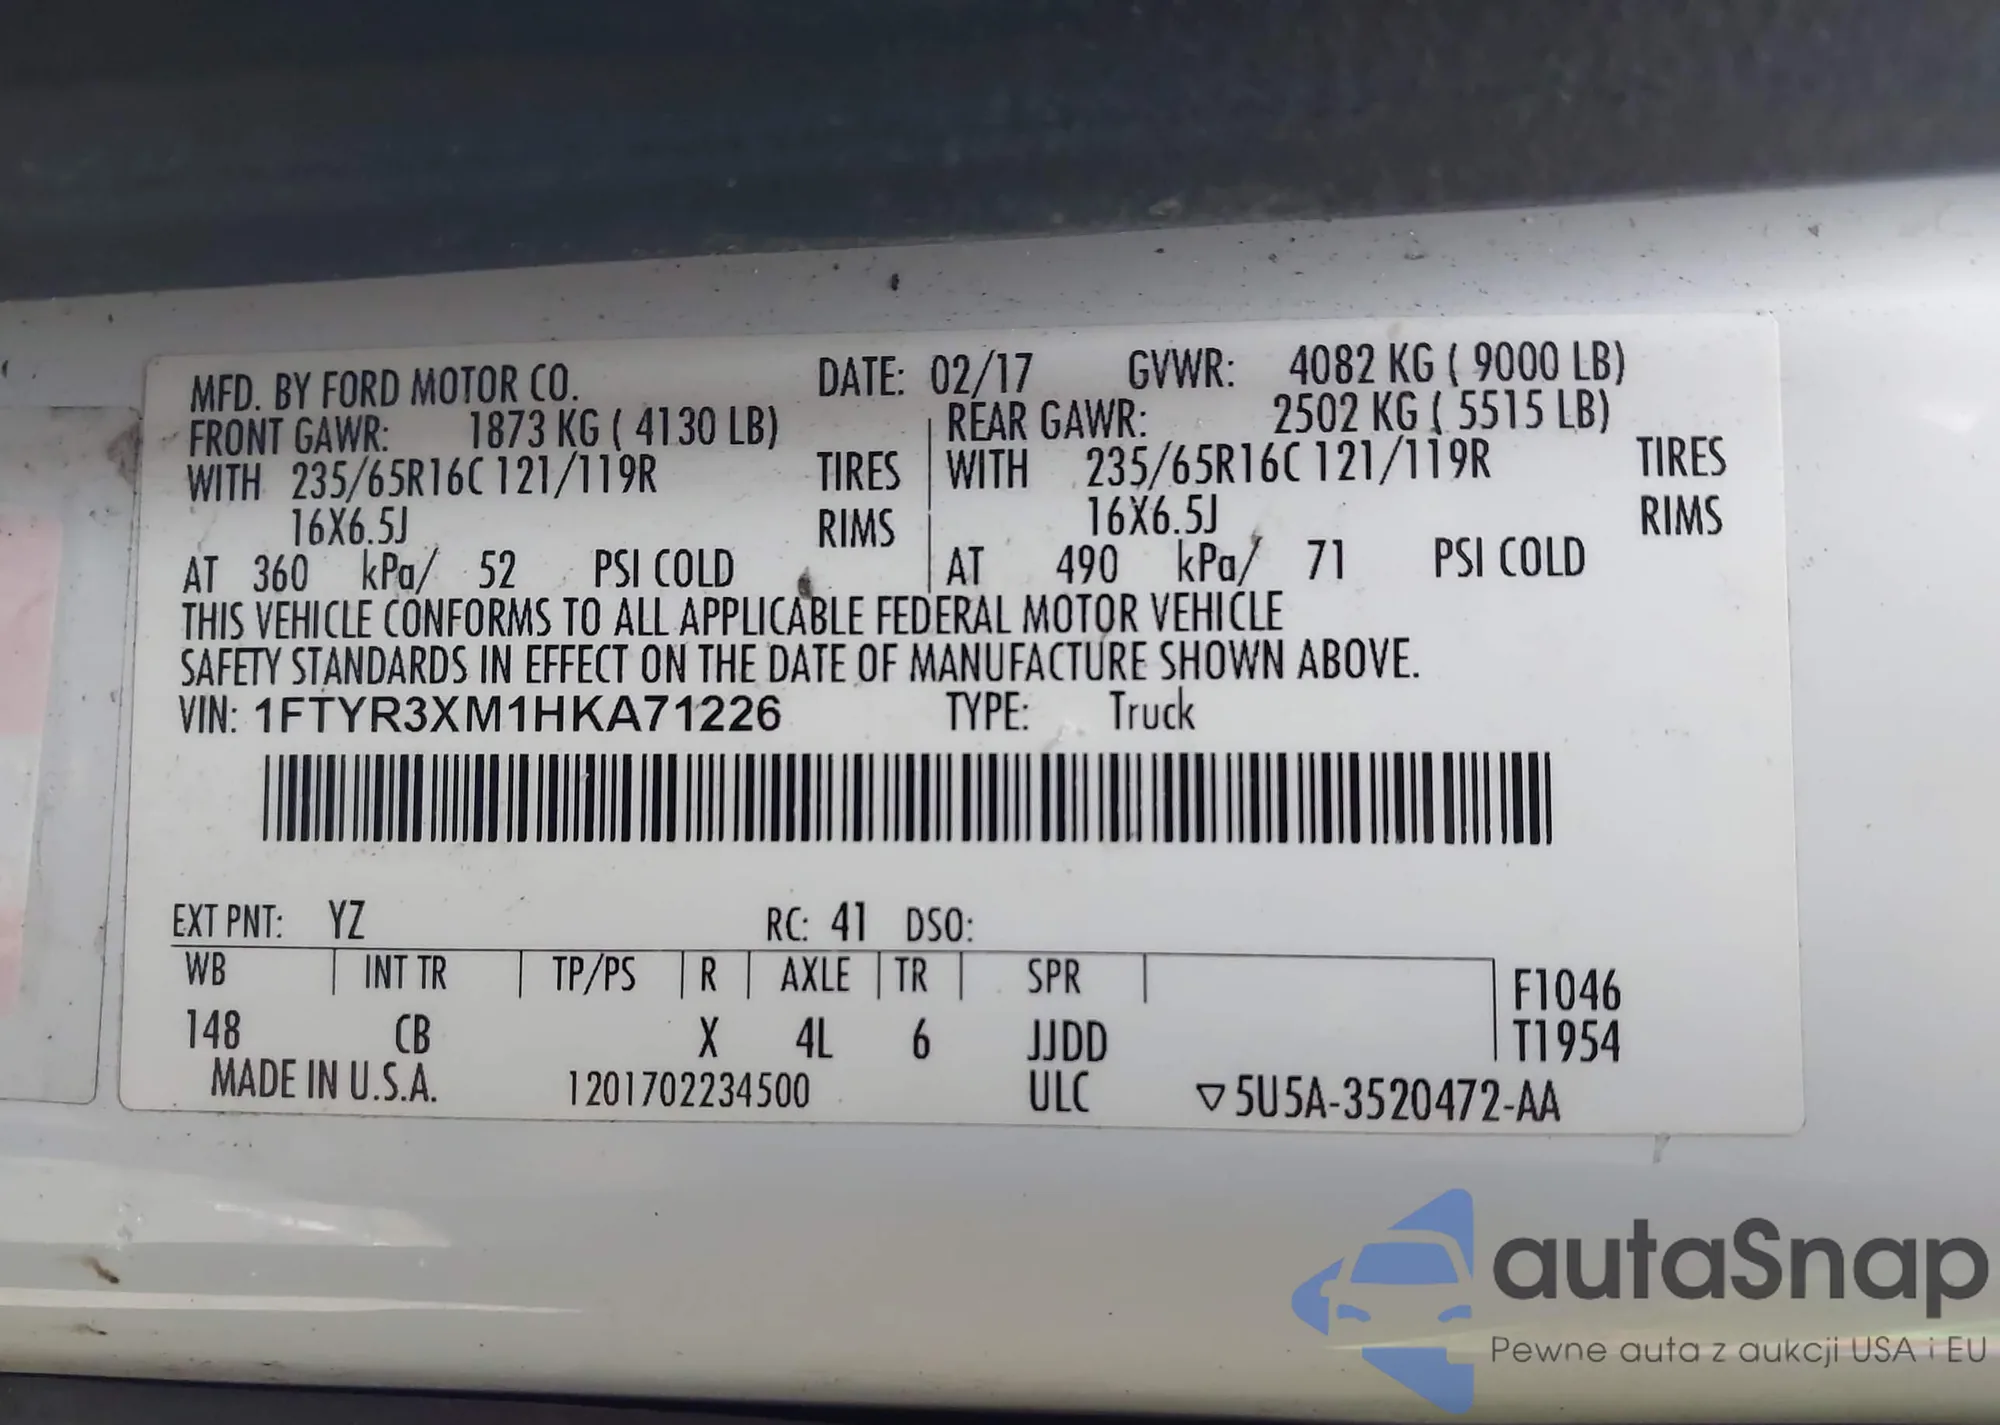 MFD. BY FORD MOTOR CO. DATE: 02/17 GVWR: 4082 KG ( 9000 LB)
FRONT GAWR: 1873 KG ( 4130 LB) REAR GAWR: 2502 KG ( 5515 LB)
WITH 235/65R16C 121/119R TIRES WITH 235/65R16C 121/119R TIRES
16X6.5J RIMS 16X6.5J RIMS
AT 360 kPa/ 52 PSI COLD AT 490 kPa/ 71 PSI COLD
THIS VEHICLE CONFORMS TO ALL APPLICABLE FEDERAL MOTOR VEHICLE
SAFETY STANDARDS IN EFFECT ON THE DATE OF MANUFACTURE SHOWN ABOVE.
VIN: 1FTYR3XM1HKA71226 TYPE: Truck
EXT PNT: YZ RC: 41 DSO:
WB INT TR TP/PS R AXLE TR SPR F1046
148 CB X 4L 6 JJDD T1954
MADE IN U.S.A. 1201702234500 ULC ▽5U5A-3520472-AA
autaSnap
Pewne auta z aukcji USA i EU